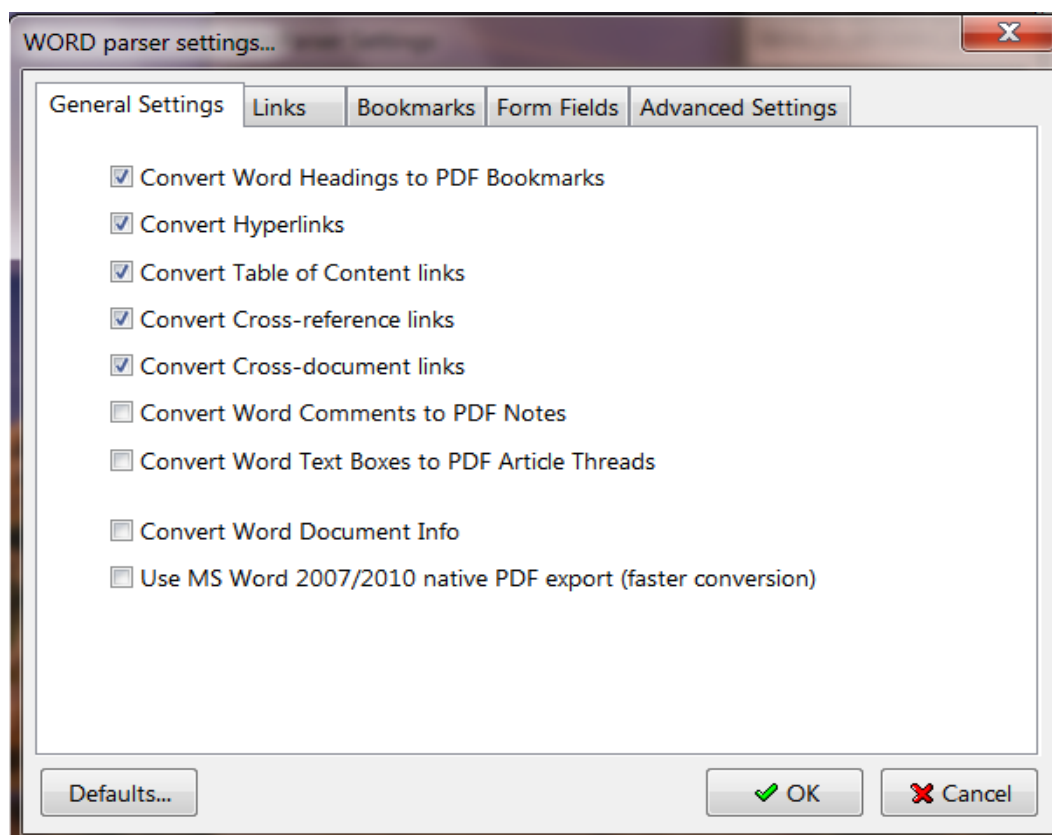 WORD parser settings...
General Settings Links Bookmarks Form Fields Advanced Settings
Convert Word Headings to PDF Bookmarks
Convert Hyperlinks
Convert Table of Content links
Convert Cross-reference links
Convert Cross-document links
Convert Word Comments to PDF Notes
Convert Word Text Boxes to PDF Article Threads
Convert Word Document Info
Use MS Word 2007/2010 native PDF export (faster conversion)
Defaults... OK Cancel